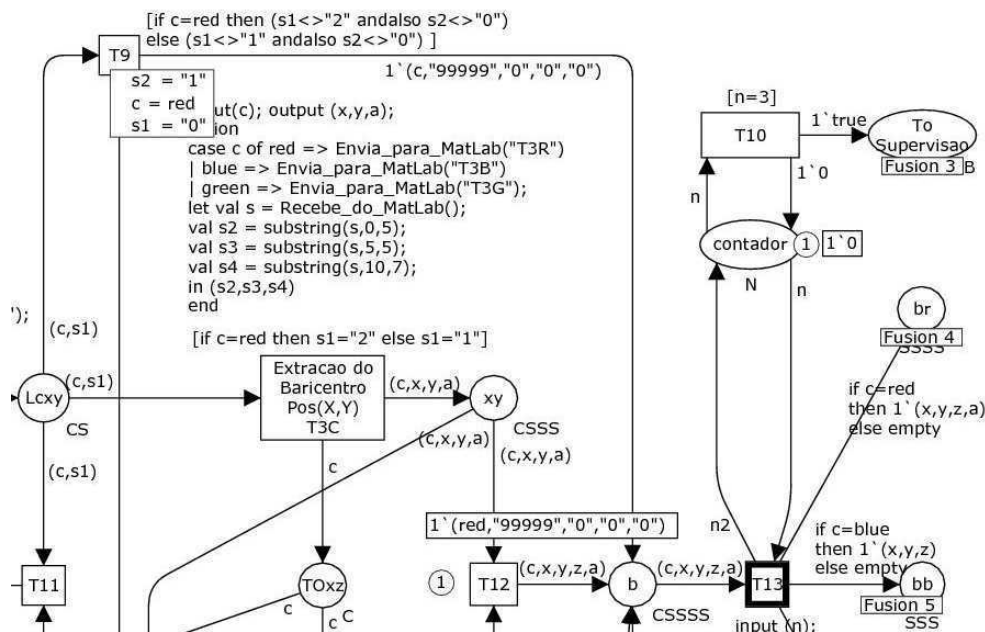 [if c=red then (s1<>"2" andalso s2<>"0")
else (s1<>"1" andalso s2<>"0") ]
T9
1`(c,"99999","0","0","0")
s2 = "1"
c = red
s1 = "0"
output (x,y,a);
case c of red => Envia_para_MatLab("T3R")
| blue => Envia_para_MatLab("T3B")
| green => Envia_para_MatLab("T3G");
let val s = Recebe_do_MatLab();
val s2 = substring(s,0,5);
val s3 = substring(s,5,5);
val s4 = substring(s,10,7);
in (s2,s3,s4)
end
[n=3]
T10
1`true
To
Supervisao
Fusion 3
B
1`0
n
contador
1
1`0
N
n
br
Fusion 4
SSSS
");
(c,s1)
[if c=red then s1="2" else s1="1"]
Lcxy
(c,s1)
CS
(c,s1)
Extracao do
Baricentro
Pos(X,Y)
T3C
(c,x,y,a)
xy
CSSS
(c,x,y,a)
(c,x,y,a)
c
if c=red
then 1`(x,y,z,a)
else empty
1`(red,"99999","0","0","0")
n2
if c=blue
then 1`(x,y,z)
else empty
T11
TOxz
c
c
C
1
T12
(c,x,y,z,a)
b
(c,x,y,z,a)
CSSSS
T13
bb
Fusion 5
SSS
input (n);